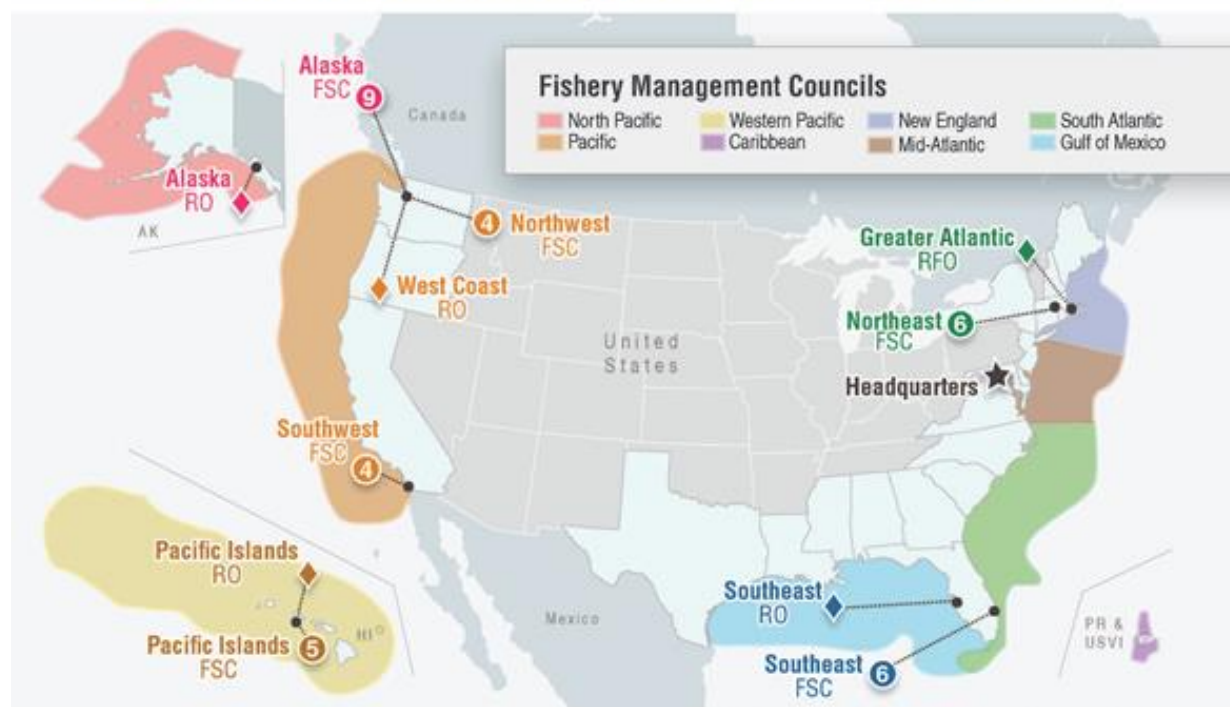 Fishery Management Councils
North Pacific
Western Pacific
New England
South Atlantic
Pacific
Caribbean
Mid-Atlantic
Gulf of Mexico
Alaska
FSC
9
Canada
Alaska
RO
AK
4
Northwest
FSC
West Coast
RO
Greater Atlantic
RFO
Northeast
FSC
6
United
States
Headquarters
Southwest
FSC
4
Pacific Islands
RO
HI
Pacific Islands
FSC
5
Mexico
Southeast
RO
Southeast
FSC
6
PR &
USVI